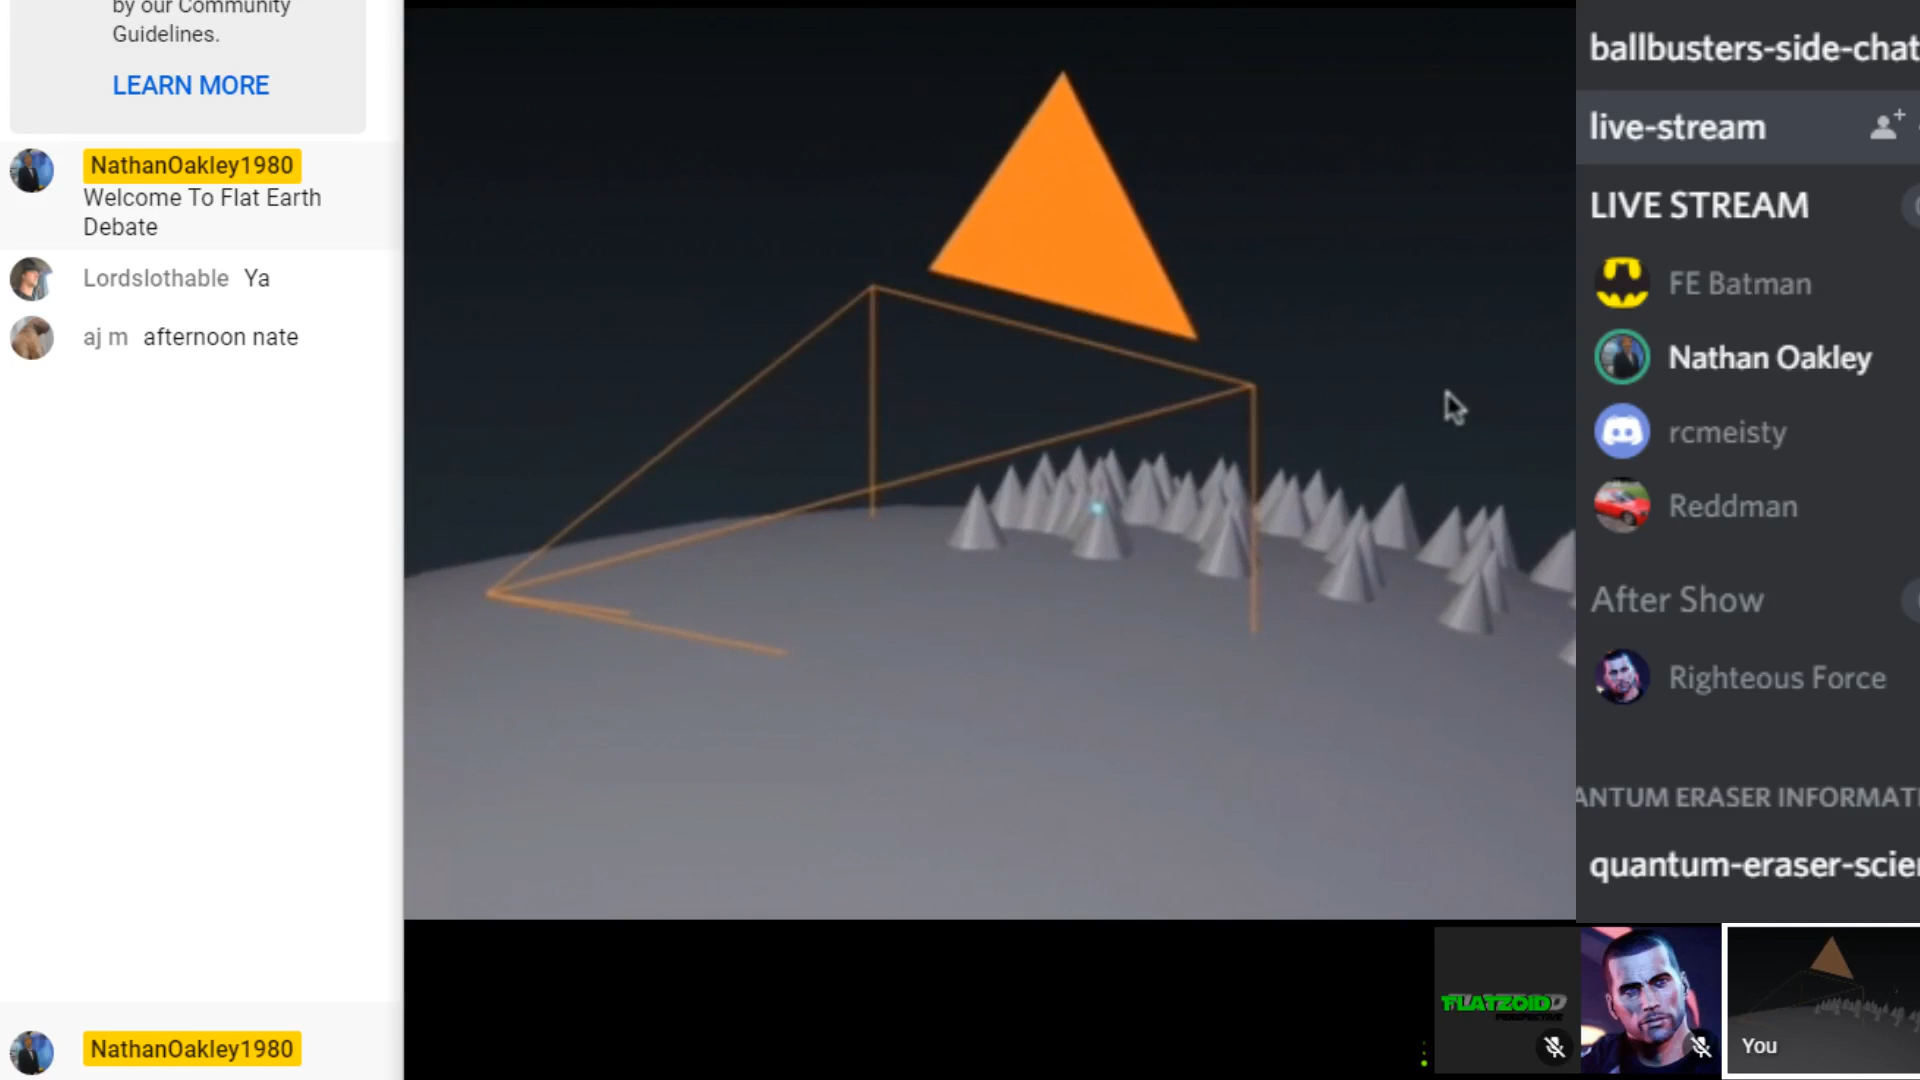 by our Community
Guidelines.
LEARN MORE
NathanOakley1980
Welcome To Flat Earth
Debate
Lordslothable Ya
aj m afternoon nate
NathanOakley1980
ballbusters-side-chat
live-stream
LIVE STREAM
FE Batman
Nathan Oakley
rcmeisty
Reddman
After Show
Righteous Force
ANTUM ERASER INFORMATI
quantum-eraser-scie
FLATZOID
PERSPECTIVE
You